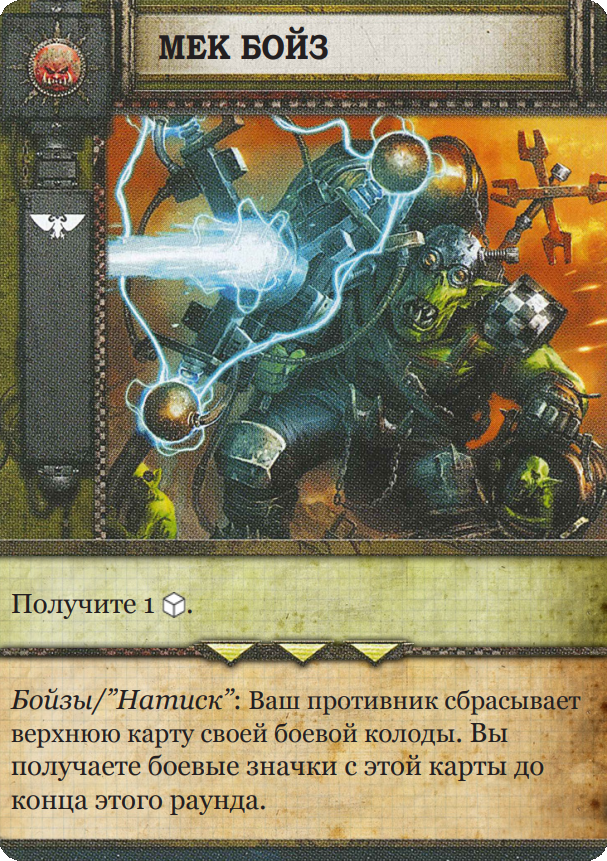 МЕК БОЙЗ
Получите 1 .
Бойзы/”Натиск”: Ваш противник сбрасывает
верхнюю карту своей боевой колоды. Вы
получаете боевые значки с этой карты до
конца этого раунда.